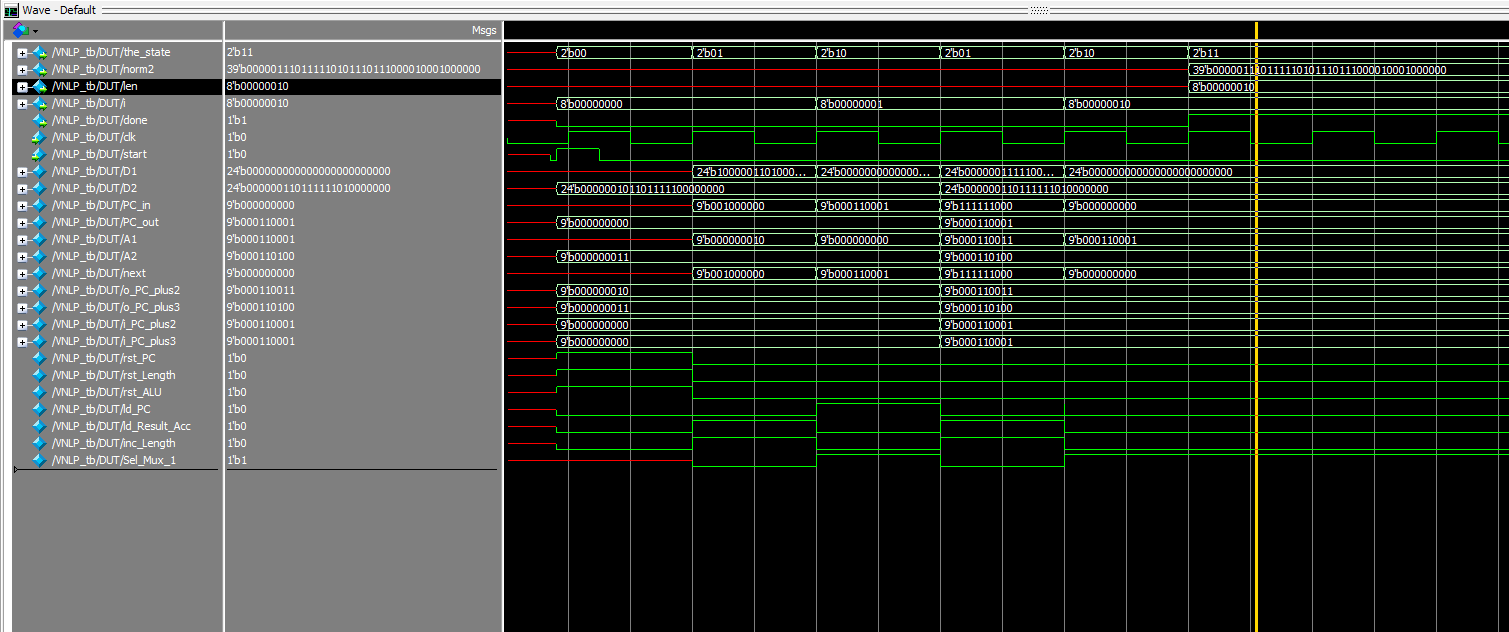 Wave - Default
Msgs
/VNLP_tb/DUT/the_state 2'b11 2'b00 2'b01 2'b10 2'b01 2'b10 2'b11
/VNLP_tb/DUT/norm2 39'b000001110111110101110111000010001000000 39'b000001110111110101110111000010001000000
/VNLP_tb/DUT/len 8'b00000010 8'b00000010
/VNLP_tb/DUT/i 8'b00000010 8'b00000000 8'b00000001 8'b00000010
/VNLP_tb/DUT/done 1'b1
/VNLP_tb/DUT/clk 1'b0
/VNLP_tb/DUT/start 1'b0
/VNLP_tb/DUT/D1 24'b000000000000000000000000 24'b1000001101000... 24'b0000000000000... 24'b0000001111100... 24'b000000000000000000000000
/VNLP_tb/DUT/D2 24'b000000110111111010000000 24'b000000101101111100000000 24'b000000110111111010000000
/VNLP_tb/DUT/PC_in 9'b000000000 9'b001000000 9'b000110001 9'b111111000 9'b000000000
/VNLP_tb/DUT/PC_out 9'b000110001 9'b000000000 9'b000110001
/VNLP_tb/DUT/A1 9'b000110001 9'b000000010 9'b000000000 9'b000110011 9'b000110001
/VNLP_tb/DUT/A2 9'b000110100 9'b000000011 9'b000110100
/VNLP_tb/DUT/next 9'b000000000 9'b001000000 9'b000110001 9'b111111000 9'b000000000
/VNLP_tb/DUT/o_PC_plus2 9'b000110011 9'b000000010 9'b000110011
/VNLP_tb/DUT/o_PC_plus3 9'b000110100 9'b000000011 9'b000110100
/VNLP_tb/DUT/i_PC_plus2 9'b000110001 9'b000000000 9'b000110001
/VNLP_tb/DUT/i_PC_plus3 9'b000110001 9'b000000000 9'b000110001
/VNLP_tb/DUT/rst_PC 1'b0
/VNLP_tb/DUT/rst_Length 1'b0
/VNLP_tb/DUT/rst_ALU 1'b0
/VNLP_tb/DUT/ld_PC 1'b0
/VNLP_tb/DUT/ld_Result_Acc 1'b0
/VNLP_tb/DUT/inc_Length 1'b0
/VNLP_tb/DUT/Sel_Mux_1 1'b1